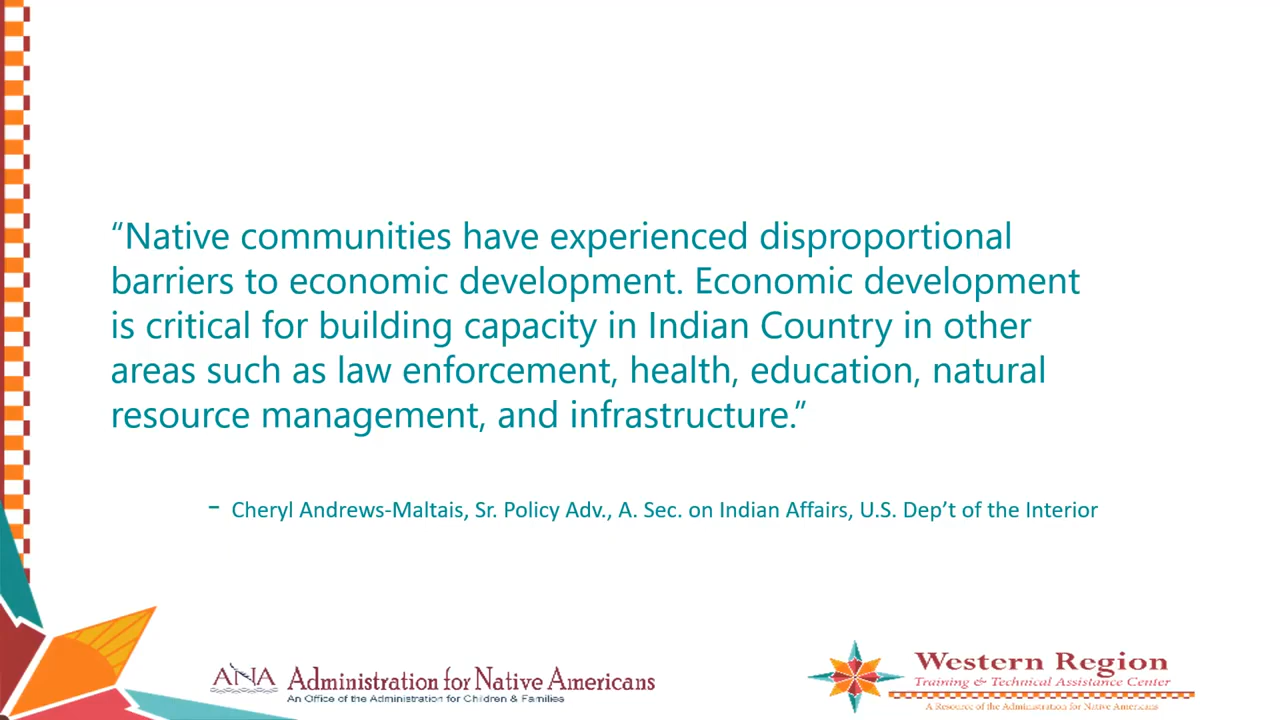 “Native communities have experienced disproportional
barriers to economic development. Economic development
is critical for building capacity in Indian Country in other
areas such as law enforcement, health, education, natural
resource management, and infrastructure.”
- Cheryl Andrews-Maltais, Sr. Policy Adv., A. Sec. on Indian Affairs, U.S. Dep’t of the Interior
ANA Administration for Native Americans
An Office of the Administration for Children & Families
Western Region
Training & Technical Assistance Center
A Resource of the Administration for Native Americans